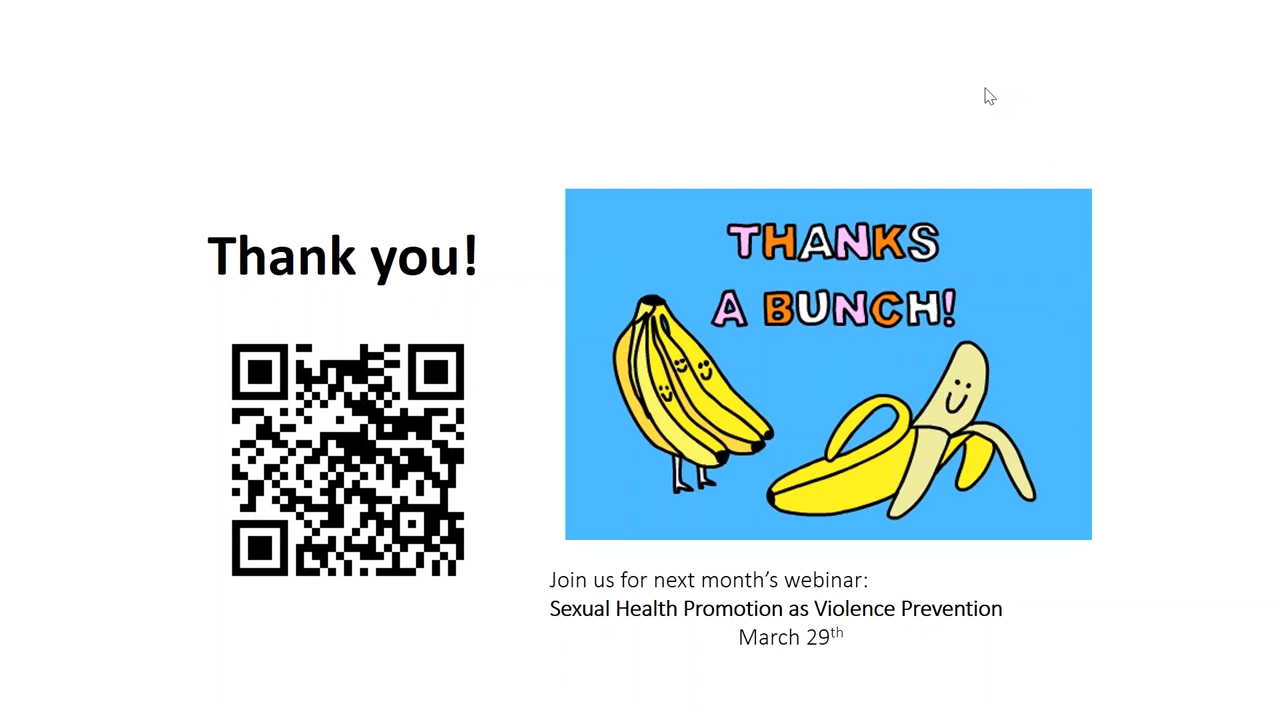 Thank you!
THANKS
A BUNCH!
Join us for next month’s webinar:
Sexual Health Promotion as Violence Prevention
March 29th